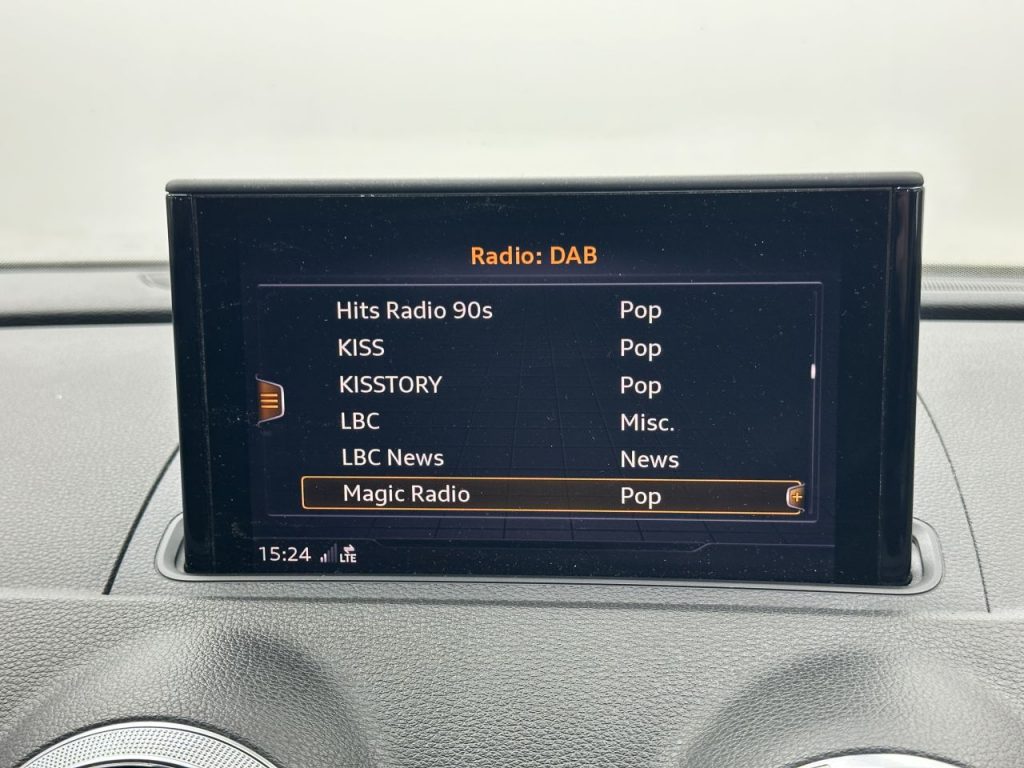 Radio: DAB
Hits Radio 90s Pop
KISS Pop
KISSTORY Pop
LBC Misc.
LBC News News
Magic Radio Pop
15:24 LTE